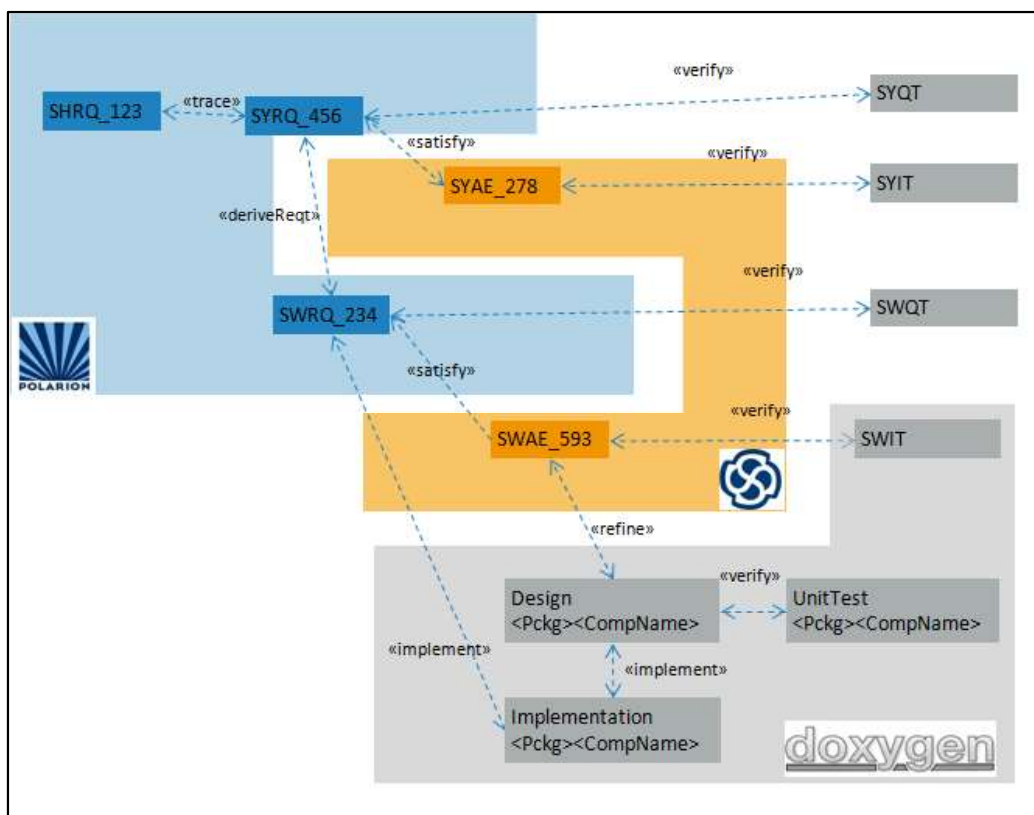 «verify»
SYQT
«trace»
SHRQ_123
SYRQ_456
«satisfy»
«verify»
SYAE_278
SYIT
«deriveReqt»
«verify»
SWRQ_234
SWQT
POLARION
«satisfy»
«verify»
SWAE_593
SWIT
«refine»
«verify»
Design
<Pckg><CompName>
UnitTest
<Pckg><CompName>
«implement»
«implement»
Implementation
<Pckg><CompName>
doxygen